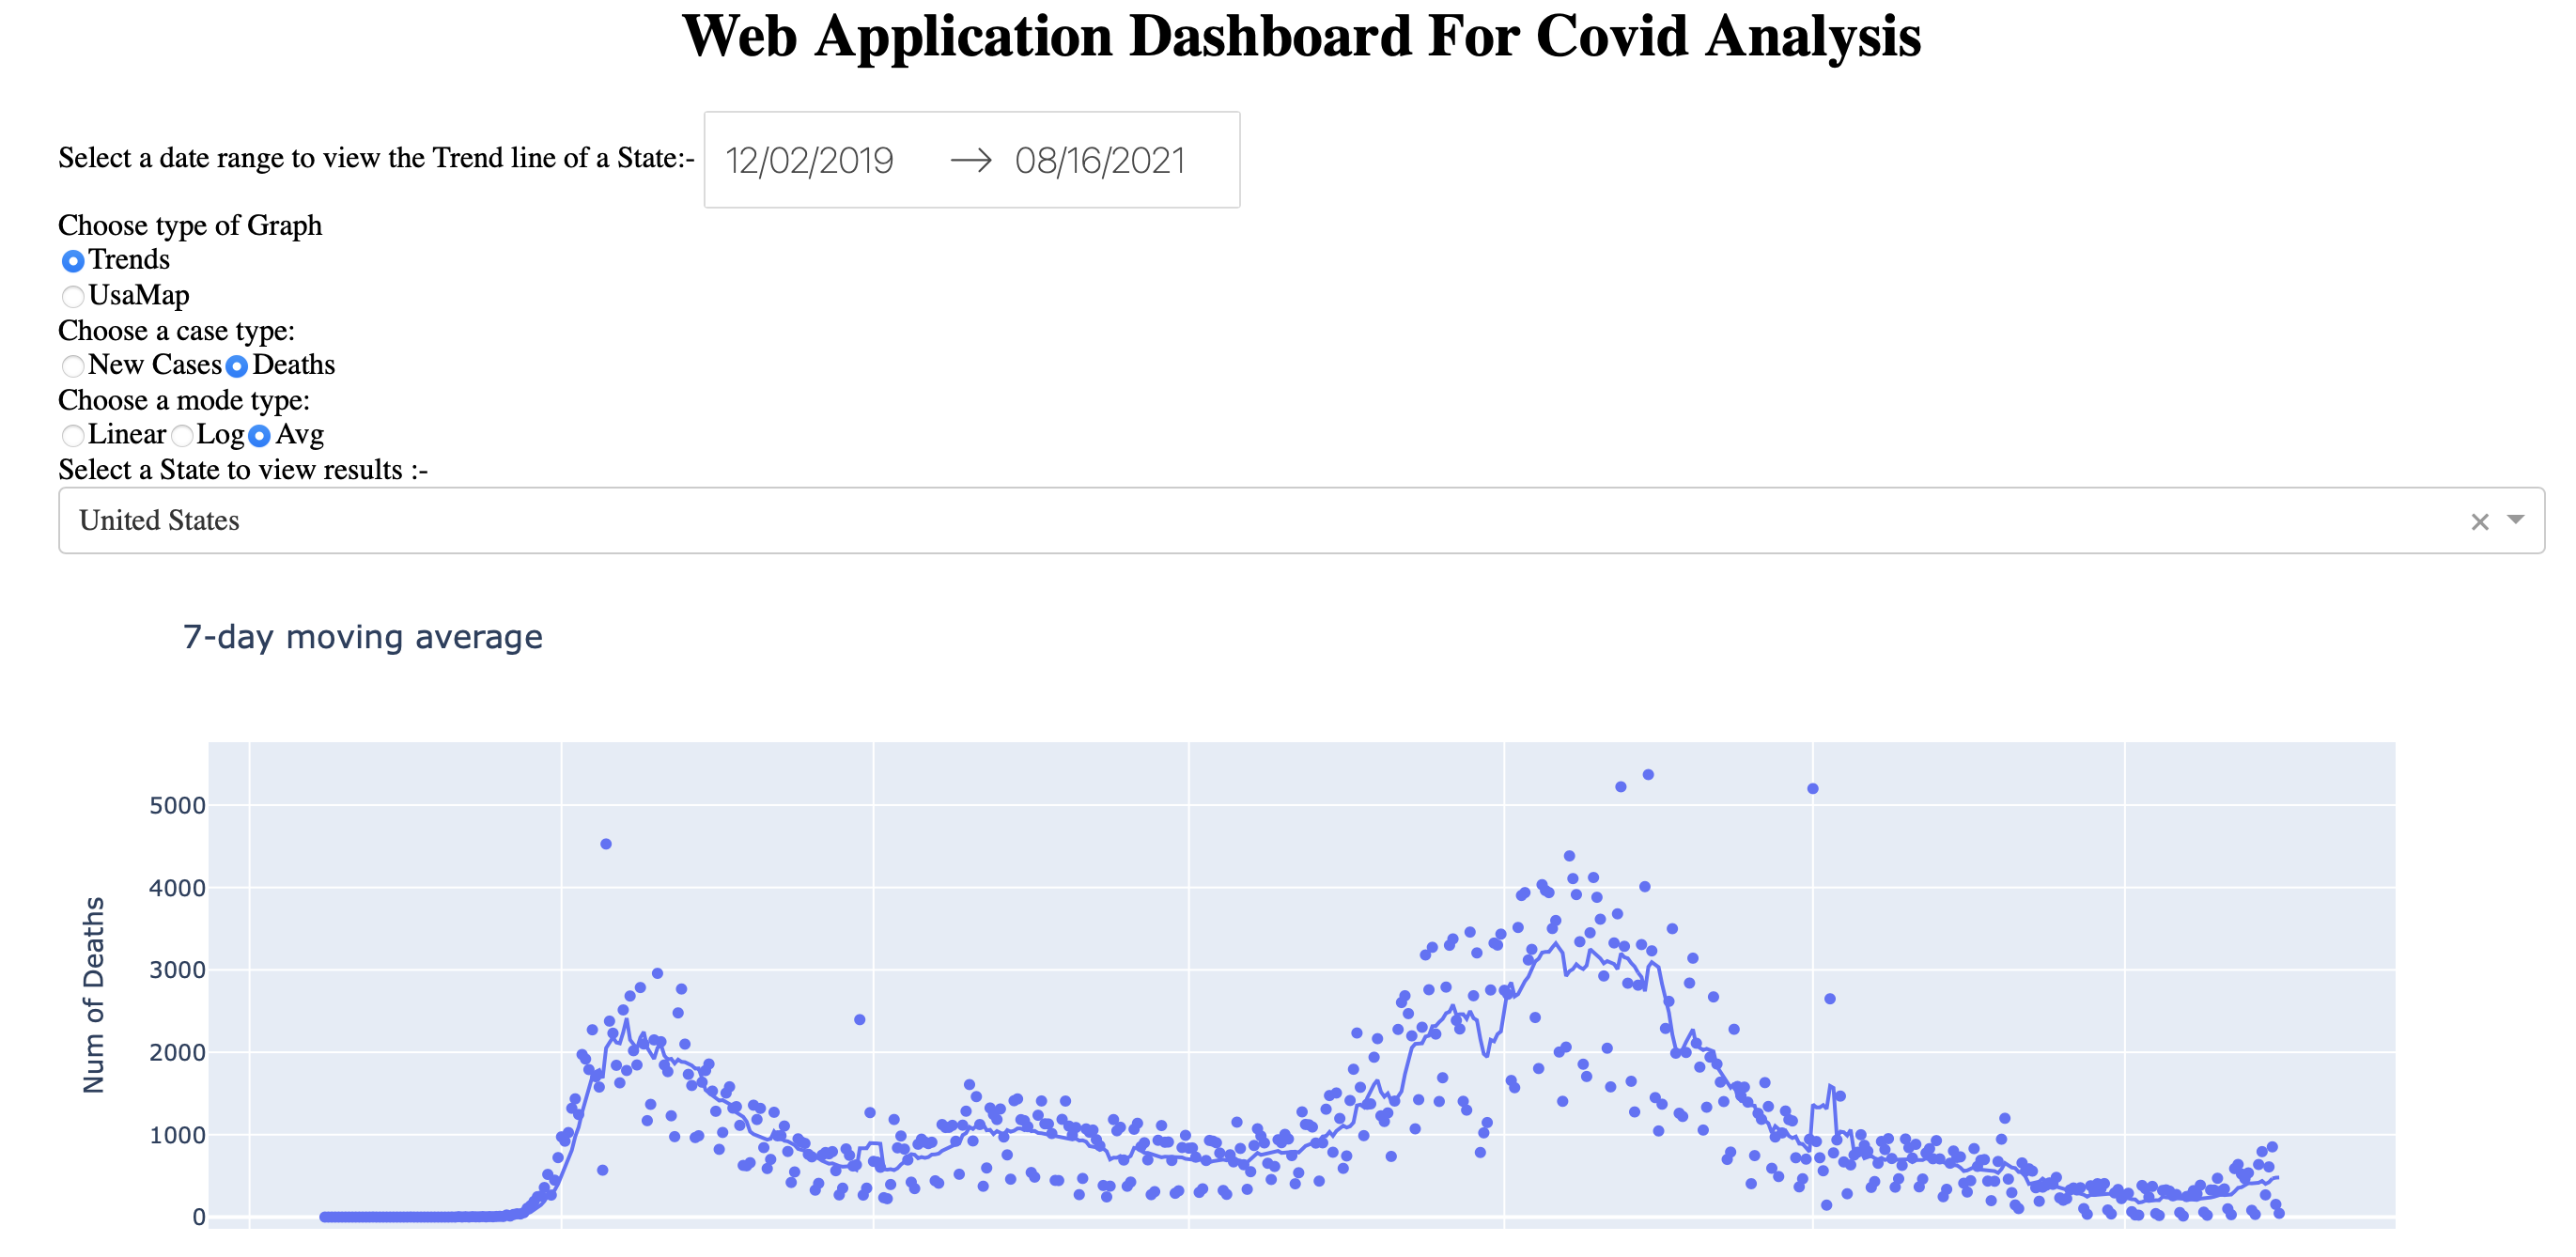 Web Application Dashboard For Covid Analysis
Select a date range to view the Trend line of a State:- 12/02/2019 → 08/16/2021
Choose type of Graph
Trends
UsaMap
Choose a case type:
New Cases Deaths
Choose a mode type:
Linear Log Avg
Select a State to view results :-
United States
7-day moving average
Num of Deaths
5000
4000
3000
2000
1000
0